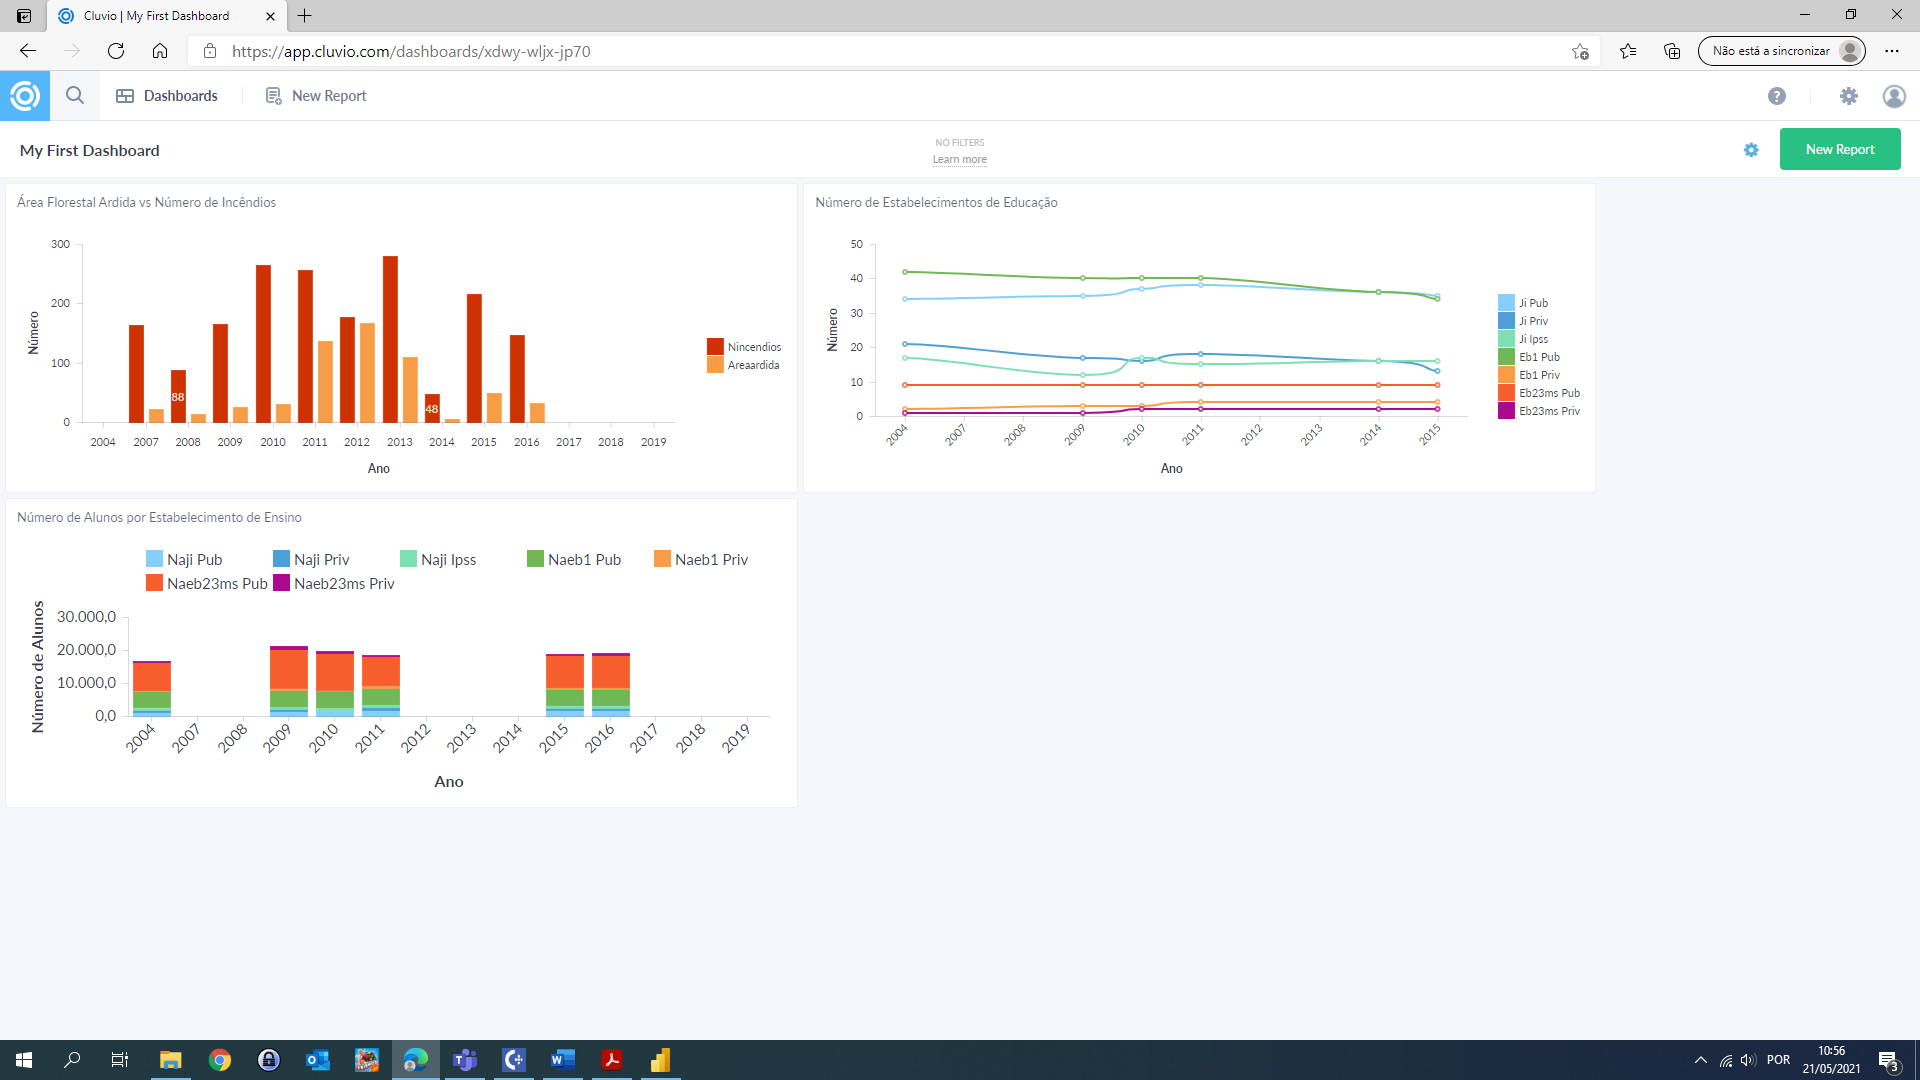 Cluvio | My First Dashboard
https://app.cluvio.com/dashboards/xdwy-wljx-jp70
Não está a sincronizar
Dashboards
New Report
?
My First Dashboard
NO FILTERS
Learn more
New Report
Área Florestal Ardida vs Número de Incêndios
Número
300
200
100
0
88
48
2004 2007 2008 2009 2010 2011 2012 2013 2014 2015 2016 2017 2018 2019
Ano
Nincendios
Areaardida
Número de Estabelecimentos de Educação
Número
50
40
30
20
10
0
2004 2007 2008 2009 2010 2011 2012 2013 2014 2015
Ano
Ji Pub
Ji Priv
Ji Ipss
Eb1 Pub
Eb1 Priv
Eb23ms Pub
Eb23ms Priv
Número de Alunos por Estabelecimento de Ensino
Naji Pub Naji Priv Naji Ipss Naeb1 Pub Naeb1 Priv
Naeb23ms Pub Naeb23ms Priv
Número de Alunos
30.000,0
20.000,0
10.000,0
0,0
2004 2007 2008 2009 2010 2011 2012 2013 2014 2015 2016 2017 2018 2019
Ano
POR
10:56
21/05/2021
3